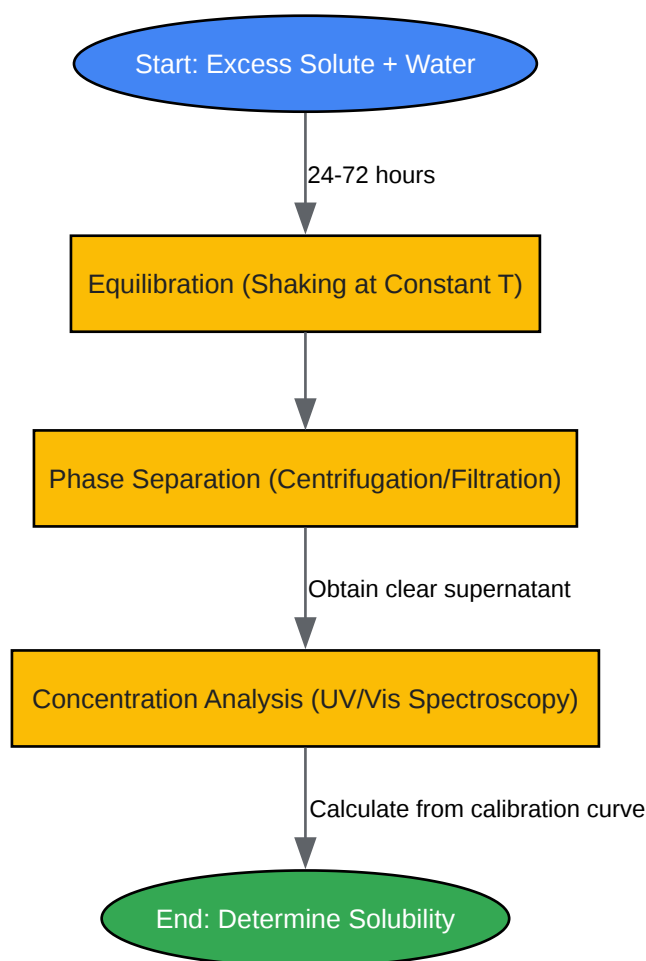 Start: Excess Solute + Water
24-72 hours
Equilibration (Shaking at Constant T)
Phase Separation (Centrifugation/Filtration)
Obtain clear supernatant
Concentration Analysis (UV/Vis Spectroscopy)
Calculate from calibration curve
End: Determine Solubility